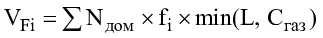 V_Fi = ∑ N_дом × f_i × min(L, C_газ)